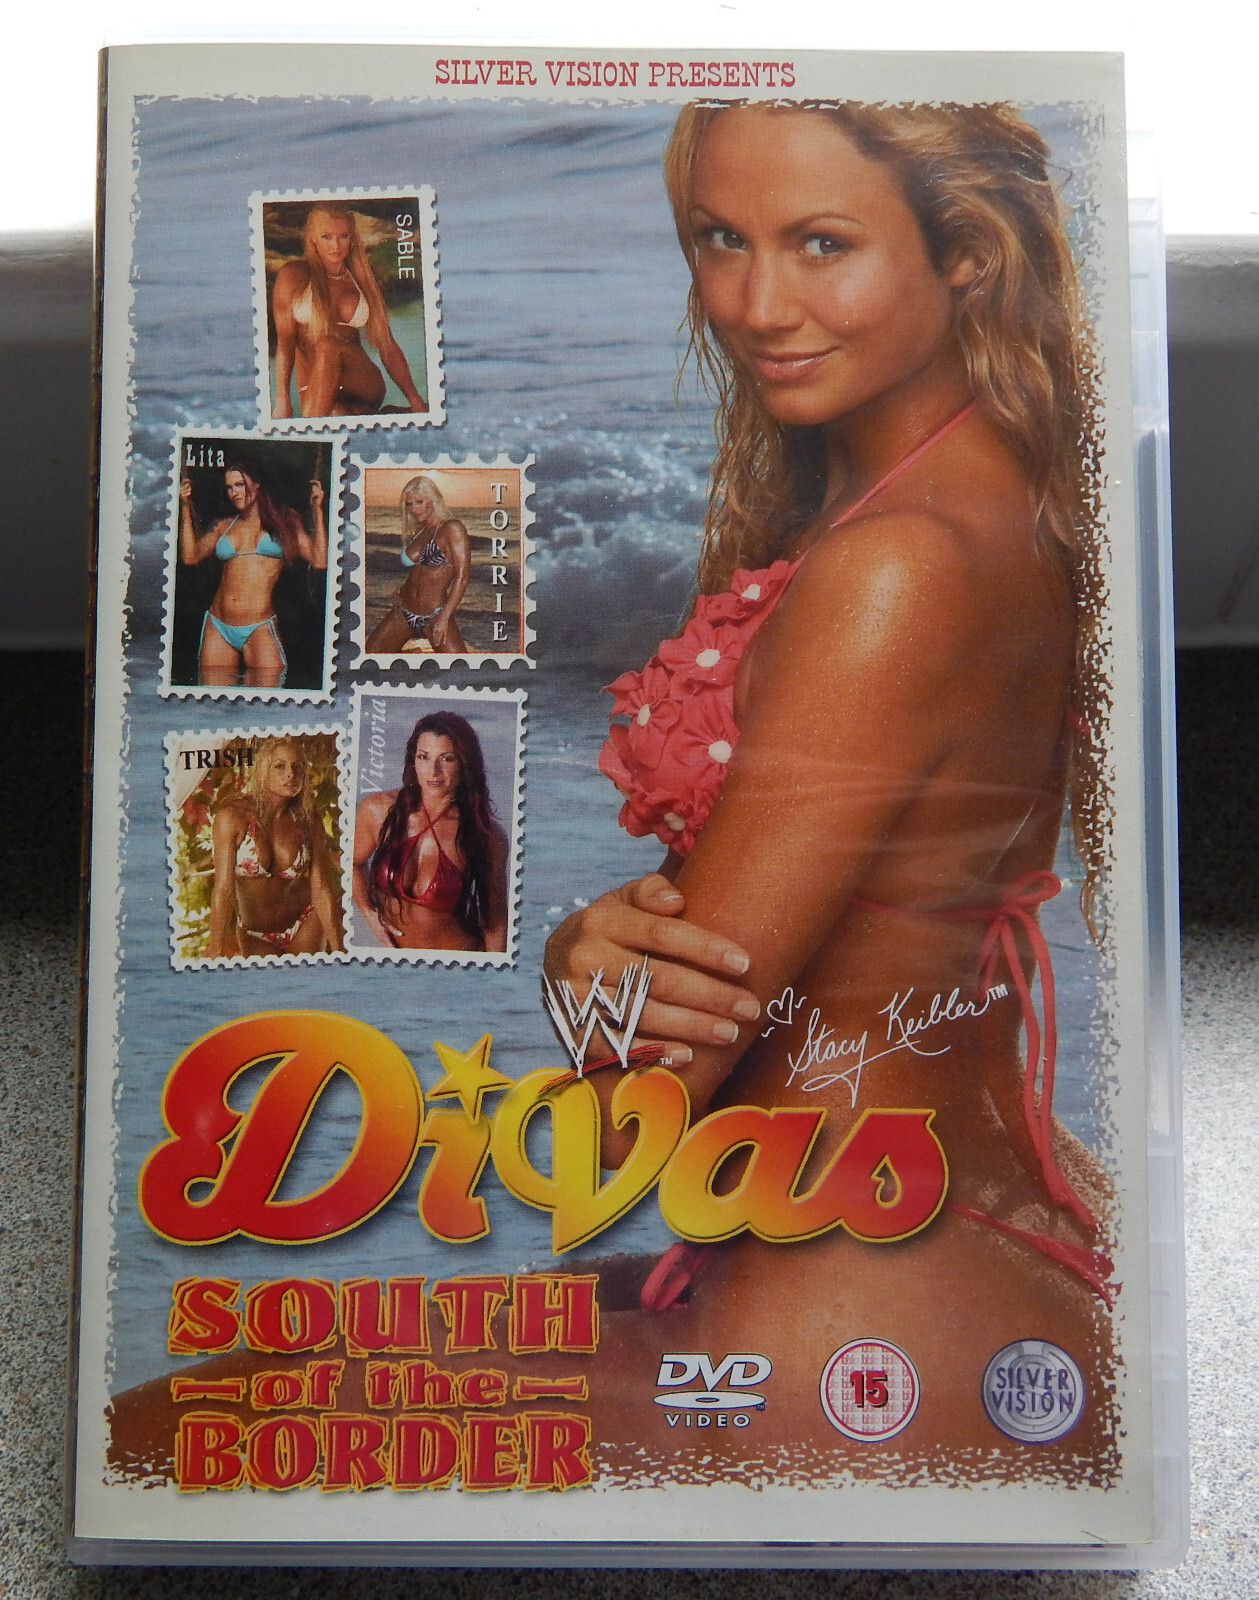 SILVER VISION PRESENTS
SABLE
Lita
TORRIE
TRISH
Victoria
W TM
Stacy Keibler™
Divas
SOUTH
of the
BORDER
DVD
VIDEO
15
SILVER
VISION